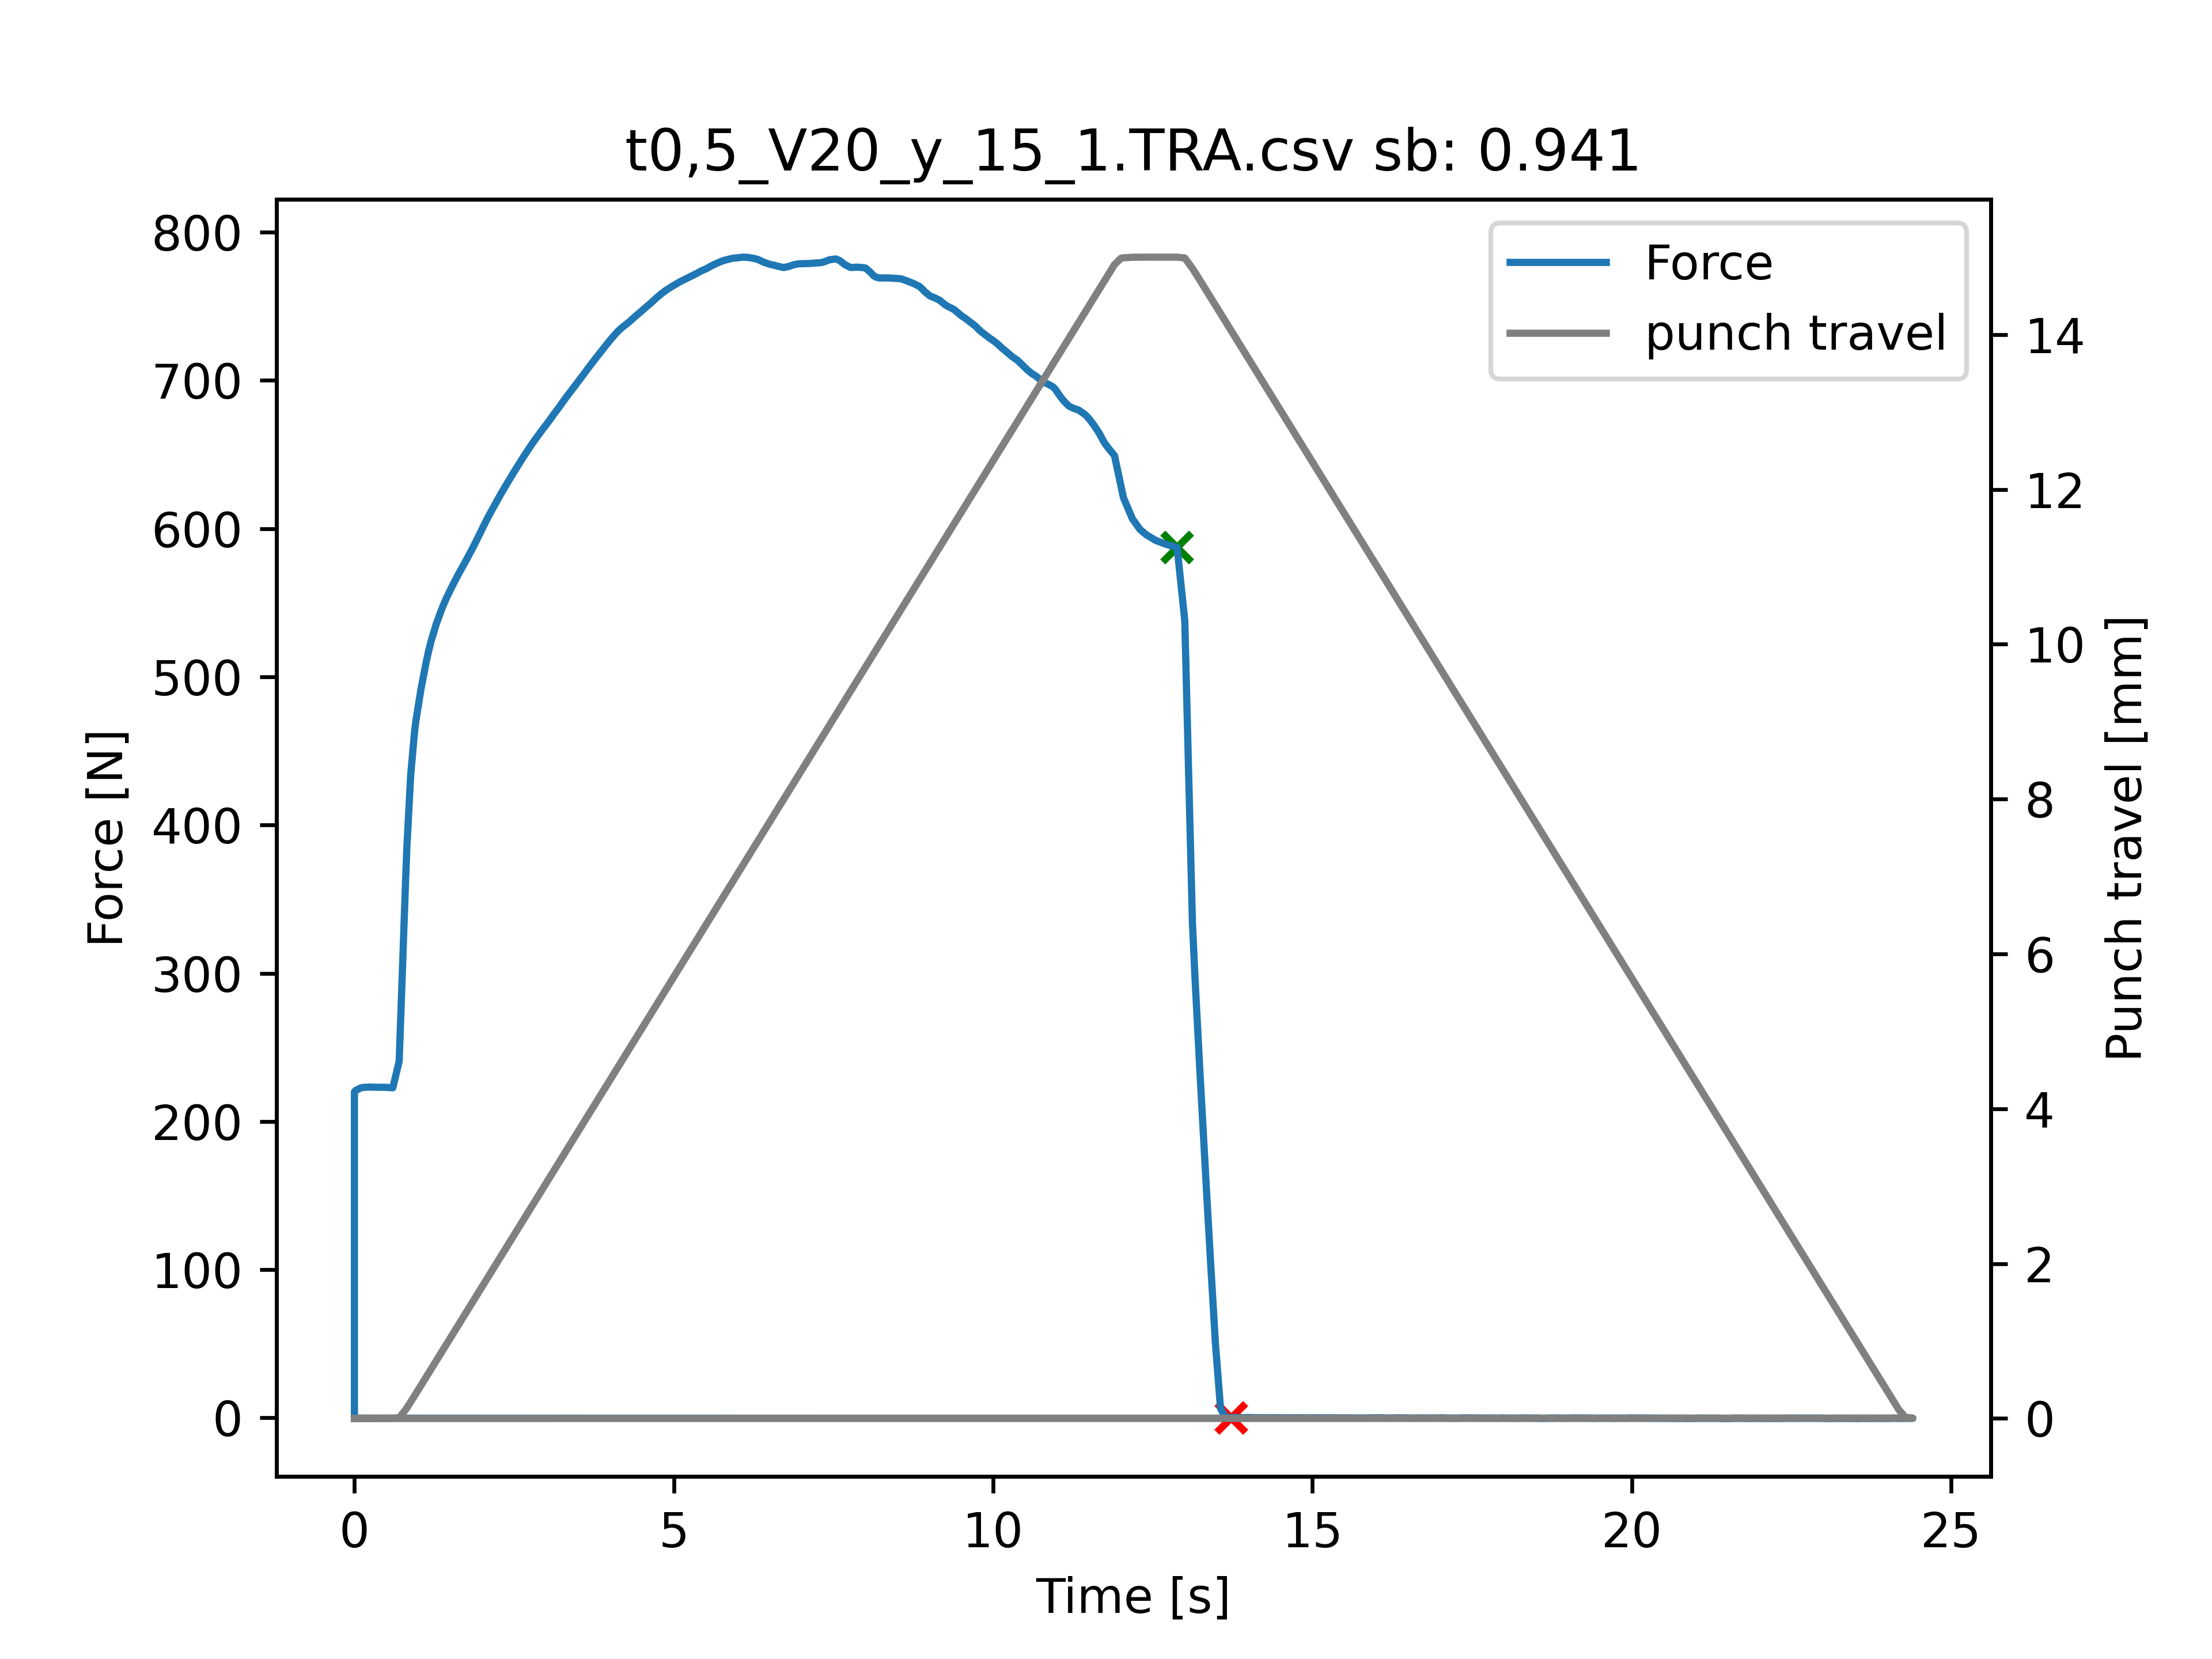 t0,5_V20_y_15_1.TRA.csv sb: 0.941
Force
punch travel
800
700
600
500
400
300
200
100
0
Force [N]
14
12
10
8
6
4
2
0
Punch travel [mm]
0 5 10 15 20 25
Time [s]